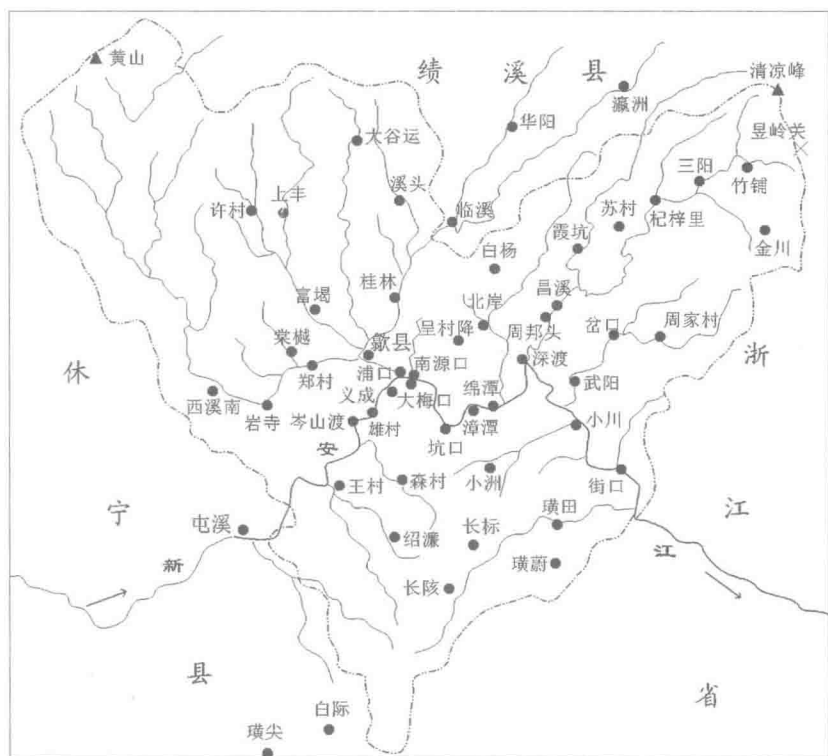 黄山
绩溪县
清凉峰
瀛洲
华阳
昱岭关
大谷运
三阳
竹铺
溪头
上丰
许村
临溪
苏村
杞梓里
霞坑
金川
白杨
桂林
昌溪
富堨
北岸
呈村降
周邦头
岔口
周家村
棠樾
歙县
浙
深渡
郑村
浦口
南源口
休
西溪南
义成
大梅口
绵潭
武阳
岩寺
岑山渡
雄村
漳潭
小川
坑口
安
王村
森村
小洲
街口
宁
屯溪
璜田
江
绍濂
长标
江
新
璜蔚
长陔
县
省
白际
璜尖